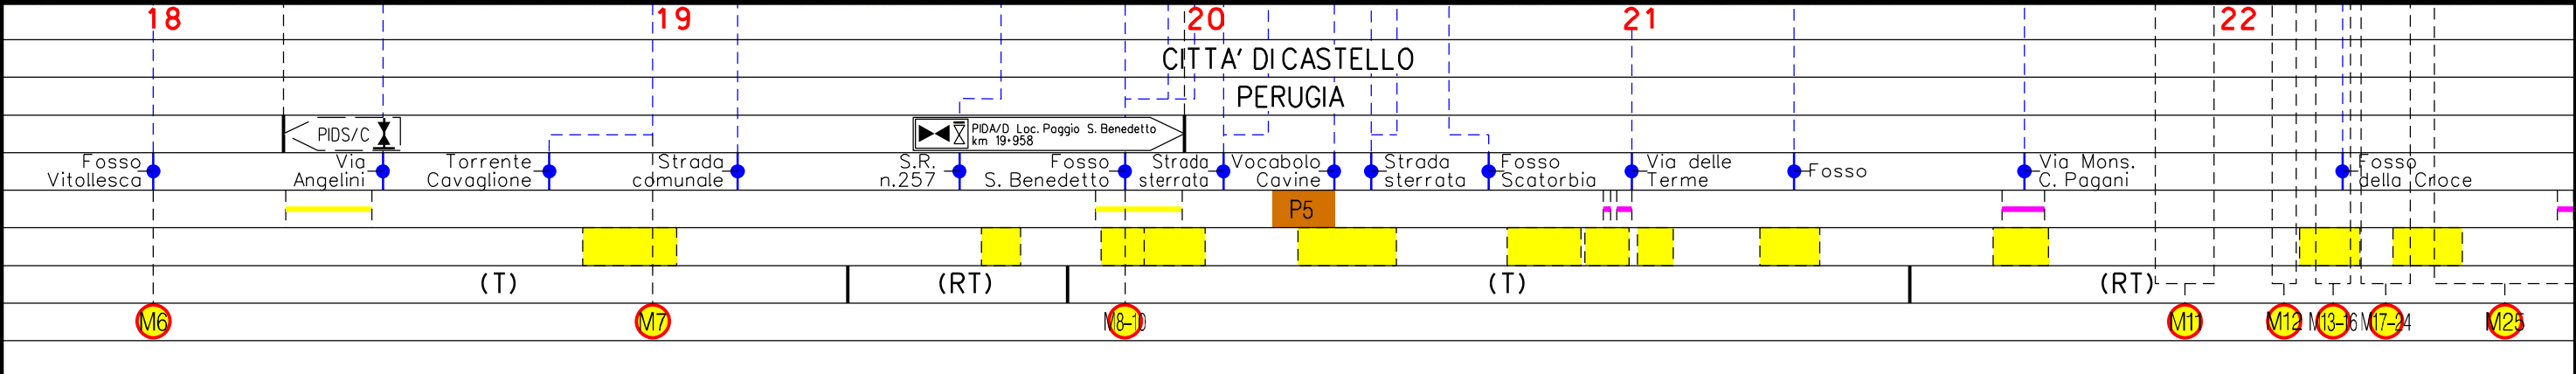 18 19 20 21 22
CITTA' DI CASTELLO
PERUGIA
PIDS/C
PIDA/D Loc. Poggio S. Benedetto
km 19+958
Fosso
Vitollesca
Via
Angelini
Torrente
Cavaglione
Strada
comunale
S.R.
n.257
Fosso
S. Benedetto
Strada
sterrata
Vocabolo
Cavine
Strada
sterrata
Fosso
Scatorbia
Via delle
Terme
Fosso
Via Mons.
C. Pagani
Fosso
della Croce
P5
(T) (RT) (T) (RT)
M6 M7 M8-10 M11 M12 M13-16 M17-24 M25